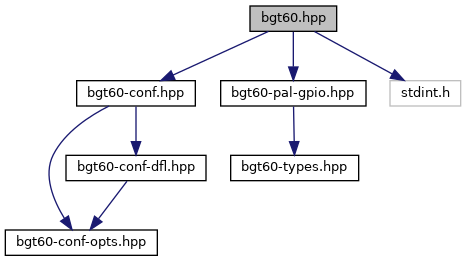 bgt60.hpp
bgt60-conf.hpp
bgt60-pal-gpio.hpp
stdint.h
bgt60-conf-dfl.hpp
bgt60-types.hpp
bgt60-conf-opts.hpp